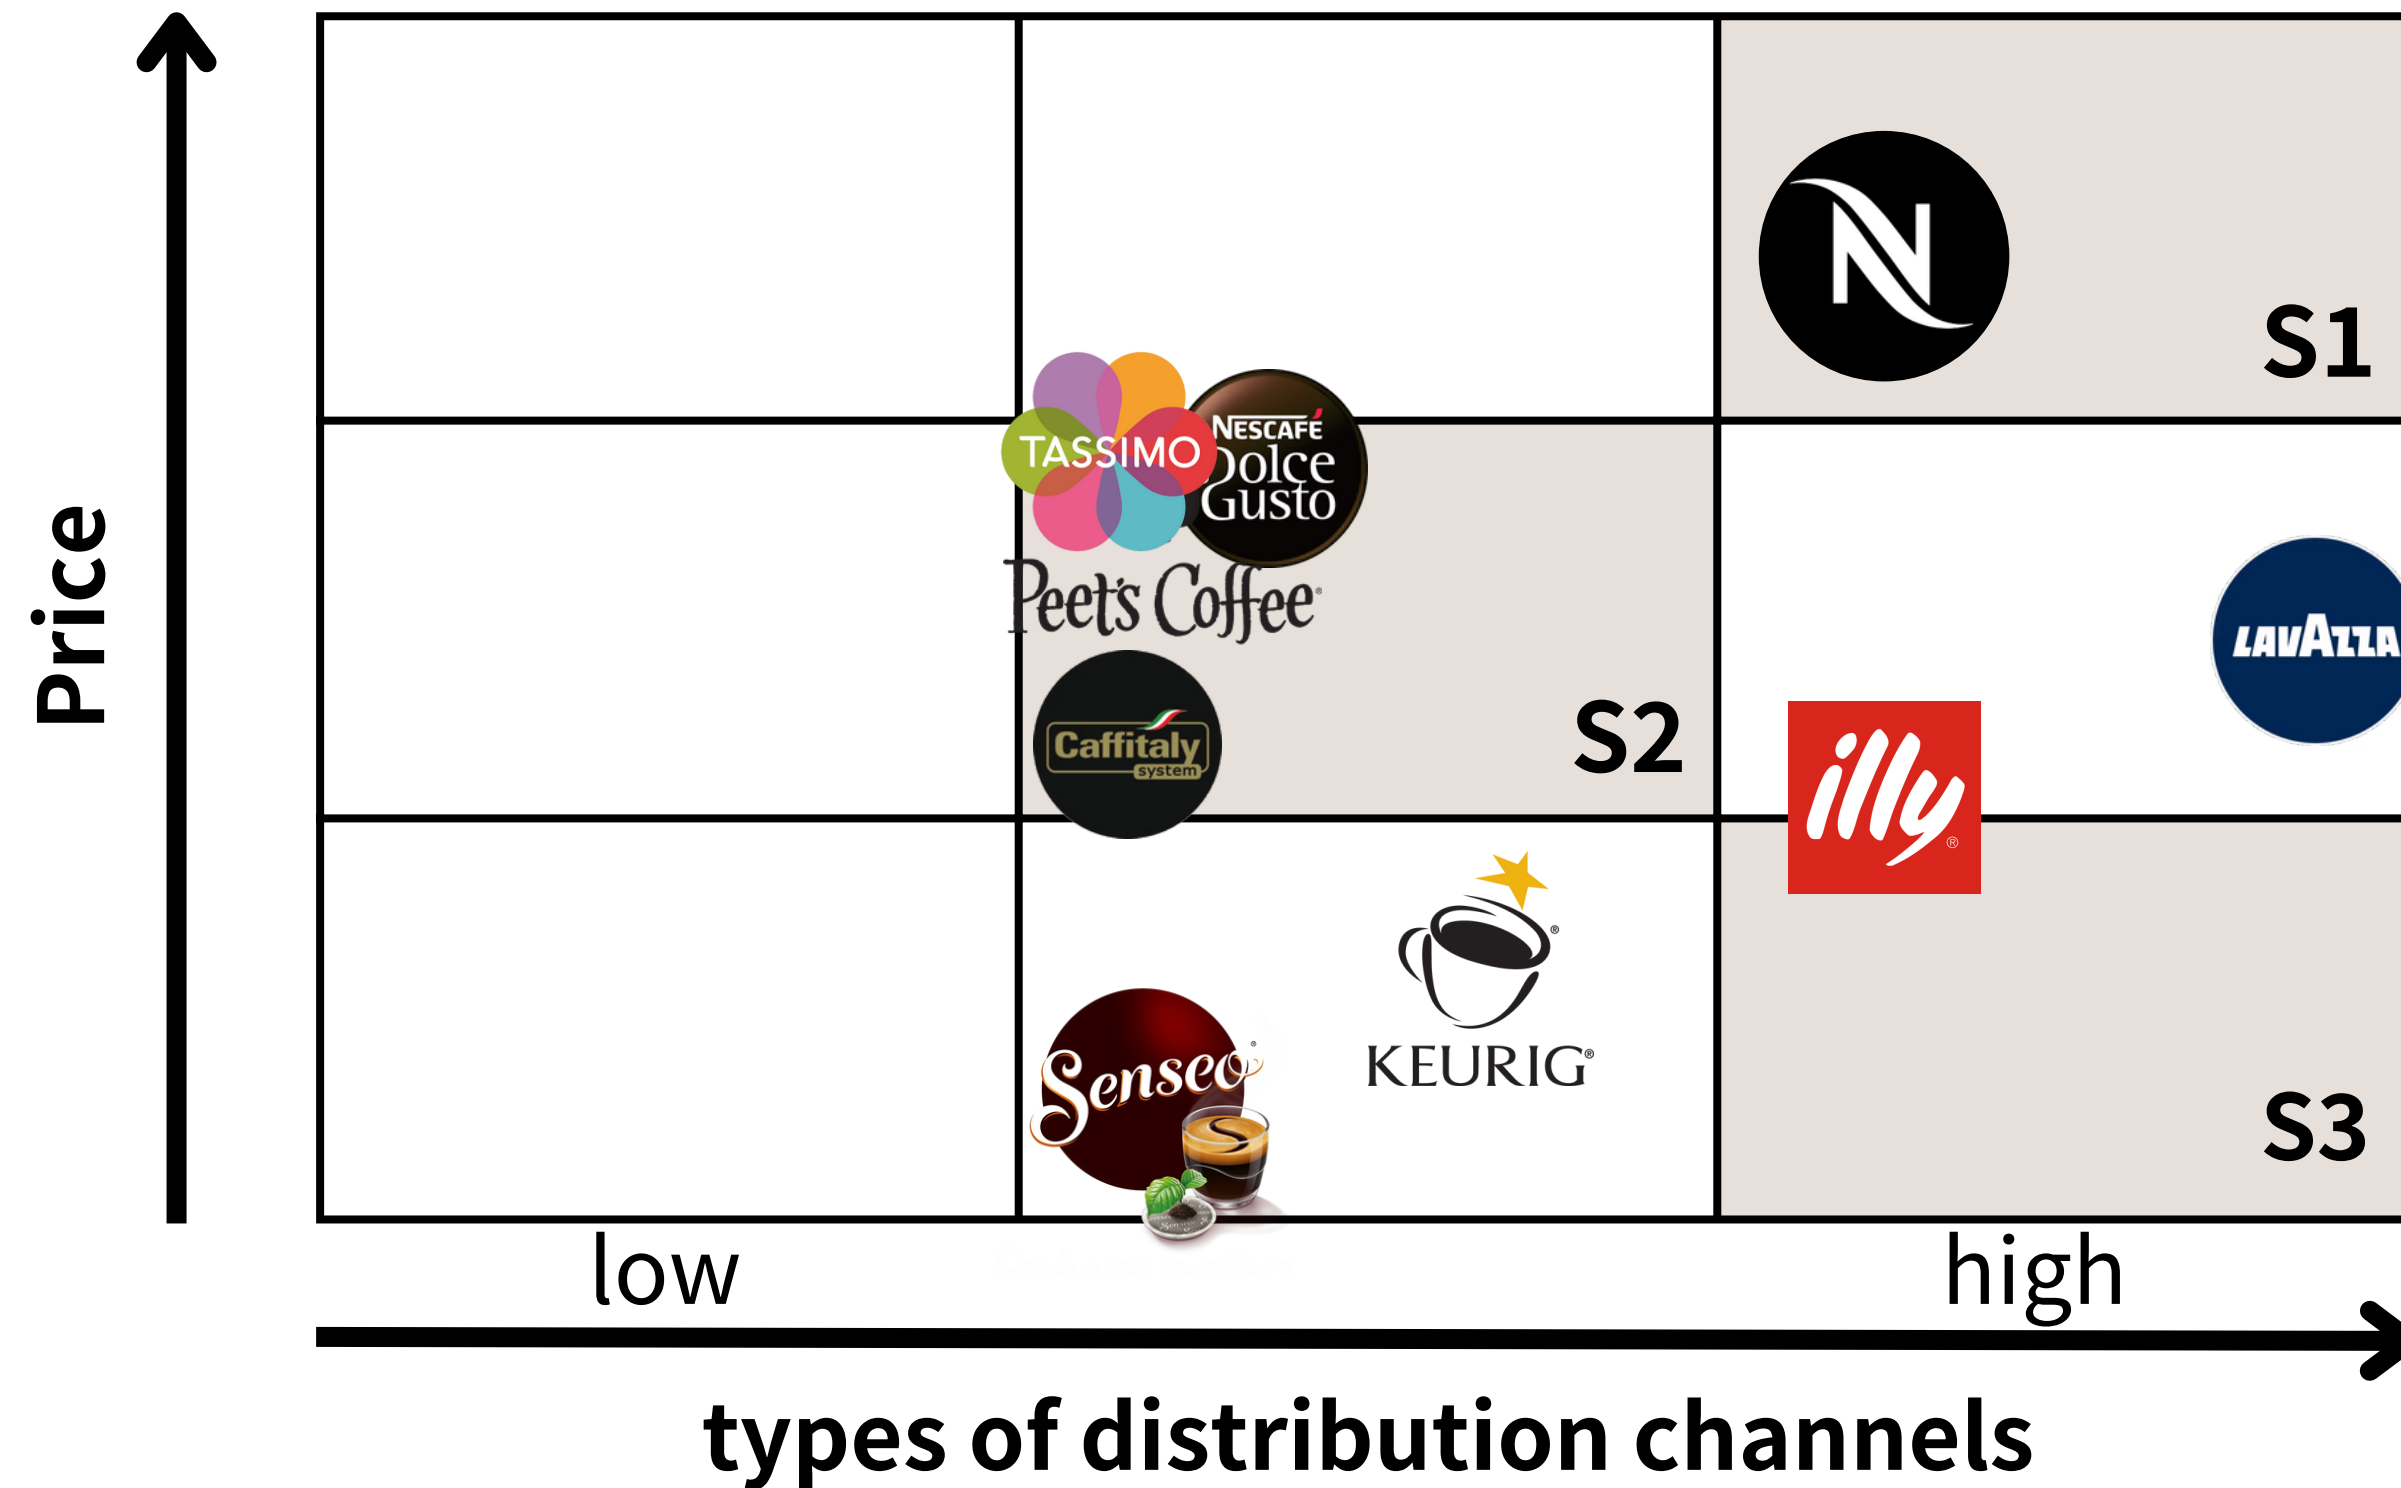 S1
TASSIMO
NESCAFÉ
Dolce
Gusto
Price
Peet's Coffee
LAVAZZA
S2
Caffitaly
system
illy®
Senseo®
KEURIG®
S3
low
high
types of distribution channels